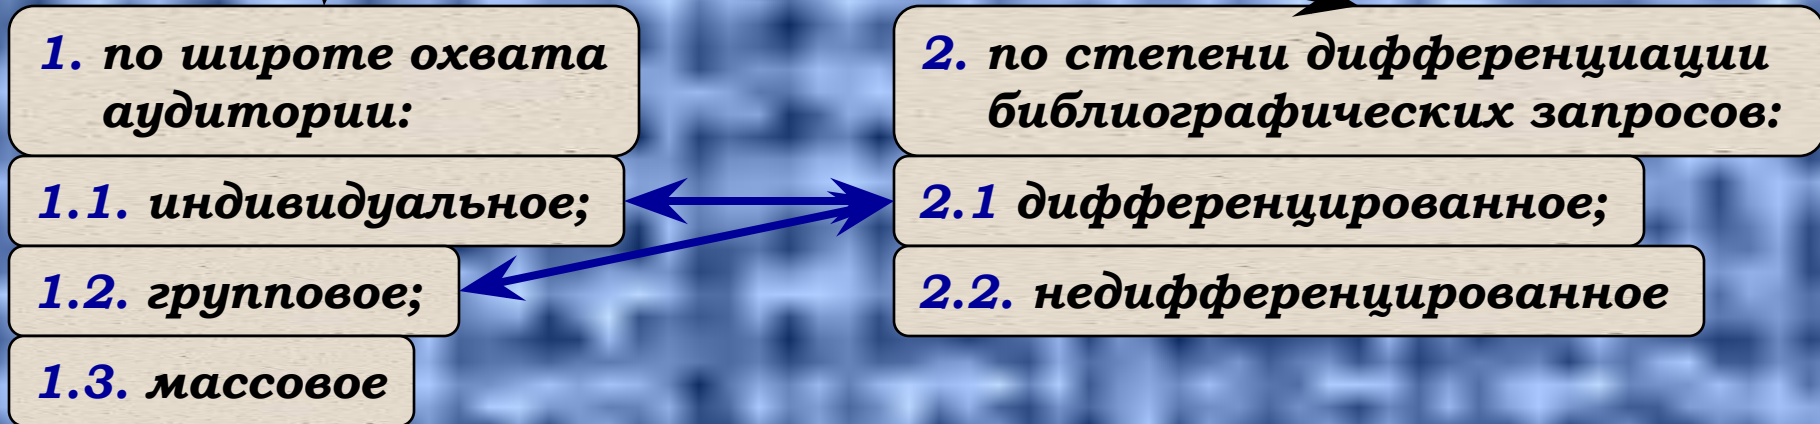 1. по широте охвата
аудитории:
1.1. индивидуальное;
1.2. групповое;
1.3. массовое
2. по степени дифференциации
библиографических запросов:
2.1 дифференцированное;
2.2. недифференцированное